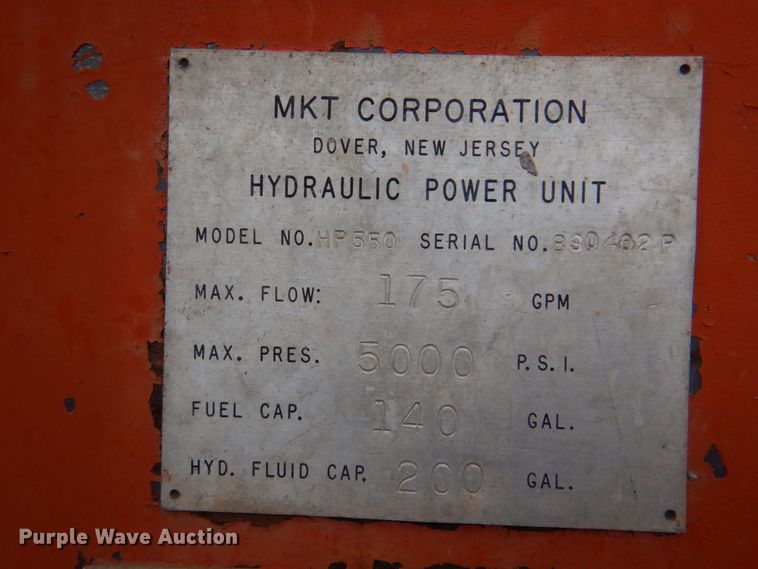 MKT CORPORATION
DOVER, NEW JERSEY
HYDRAULIC POWER UNIT
MODEL NO. HP550 SERIAL NO.
MAX. FLOW: 175 GPM
MAX. PRES. 5000 P.S.I.
FUEL CAP. 140 GAL.
HYD. FLUID CAP. 200 GAL.
Purple Wave Auction